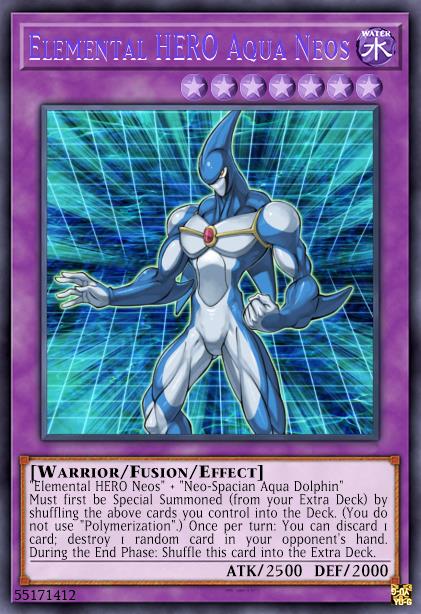 Elemental HERO Aqua Neos
WATER
水
[Warrior/Fusion/Effect]
"Elemental HERO Neos" + "Neo-Spacian Aqua Dolphin"
Must first be Special Summoned (from your Extra Deck) by
shuffling the above cards you control into the Deck. (You do
not use "Polymerization".) Once per turn: You can discard 1
card; destroy 1 random card in your opponent's hand.
During the End Phase: Shuffle this card into the Extra Deck.
ATK/2500 DEF/2000
55171412